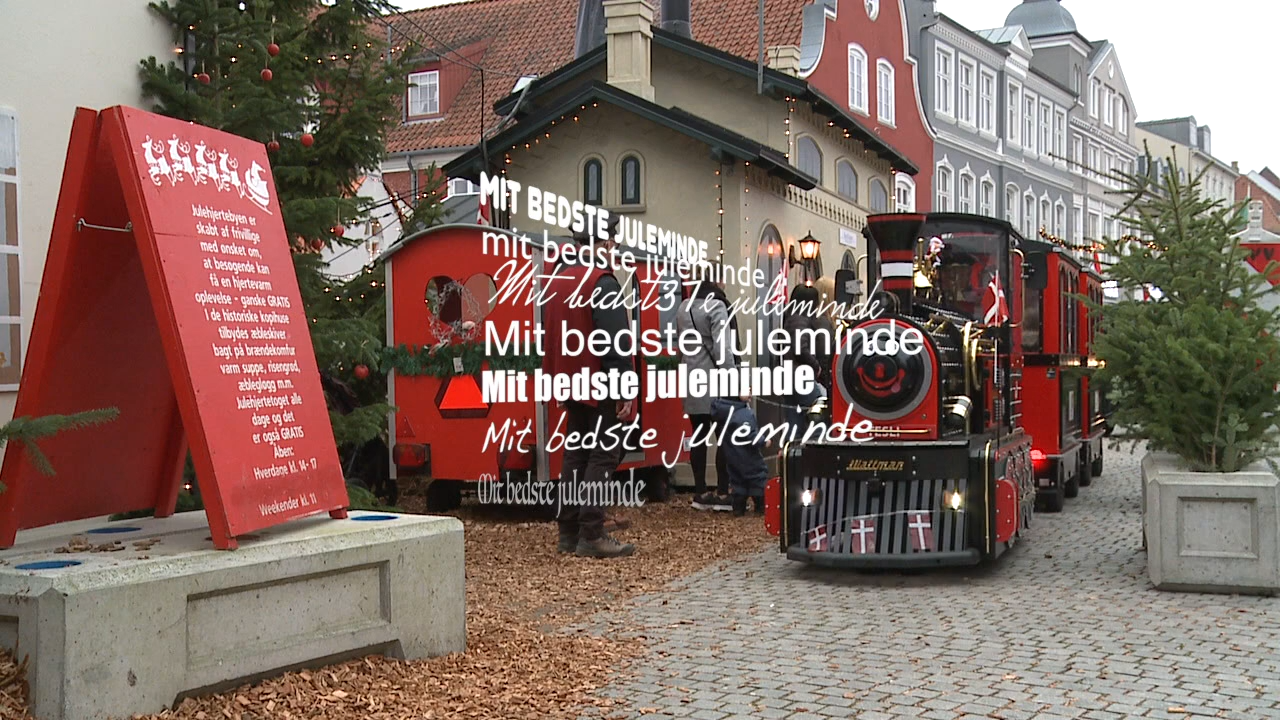 Julehjertebyen er
skabt af frivillige
med ønsket om,
at besøgende kan
få en hjertevarm
oplevelse - ganske GRATIS
I de historiske kopihuse
tilbydes æbleskiver
bagt på brændekomfur
varm suppe, risengrød,
æblegløgg m.m.
Julehjertetoget alle
dage og det
er også GRATIS
Åben:
Hverdage kl. 14-17
Weekender kl. 11
MIT BEDSTE JULEMINDE
mit bedste juleminde
Mit bedst37e juleminde
Mit bedste juleminde
Mit bedste juleminde
Mit bedste juleminde
Mit bedste juleminde
Wattman